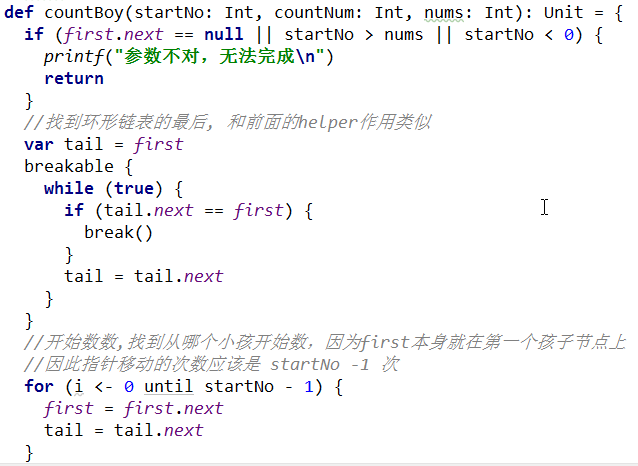 def countBoy(startNo: Int, countNum: Int, nums: Int): Unit = {
  if (first.next == null || startNo > nums || startNo < 0) {
    printf("参数不对，无法完成\n")
    return
  }
  //找到环形链表的最后, 和前面的helper作用类似
  var tail = first
  breakable {
    while (true) {
      if (tail.next == first) {
        break()
      }
      tail = tail.next
    }
  }
  //开始数数,找到从哪个小孩开始数，因为first本身就在第一个孩子节点上
  //因此指针移动的次数应该是 startNo -1 次
  for (i <- 0 until startNo - 1) {
    first = first.next
    tail = tail.next
  }